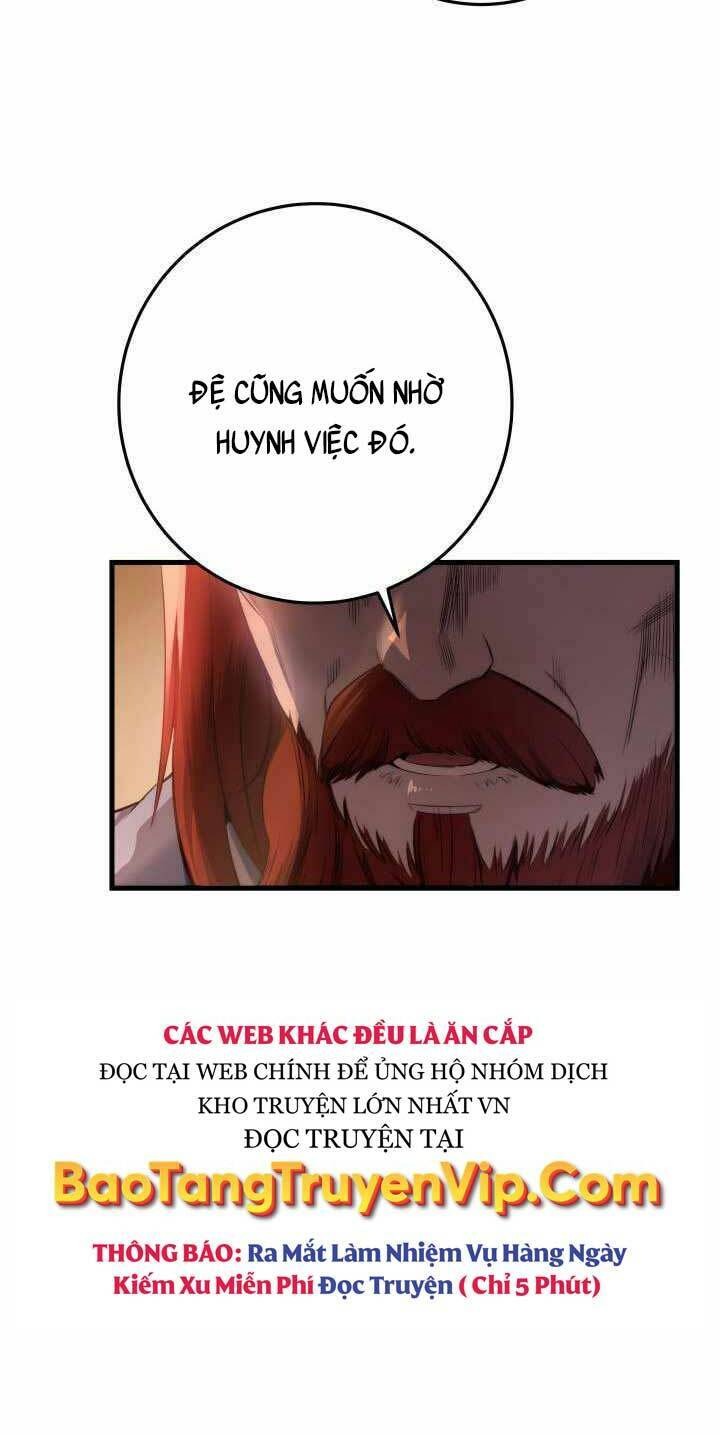 ĐỆ CŨNG MUỐN NHỜ
HUYNH VIỆC ĐÓ.
CÁC WEB KHÁC ĐỀU LÀ ĂN CẮP
ĐỌC TẠI WEB CHÍNH ĐỂ ỦNG HỘ NHÓM DỊCH
KHO TRUYỆN LỚN NHẤT VN
ĐỌC TRUYỆN TẠI
BaoTangTruyenVip.Com
THÔNG BÁO: Ra Mắt Làm Nhiệm Vụ Hàng Ngày
Kiếm Xu Miễn Phí Đọc Truyện ( Chỉ 5 Phút)